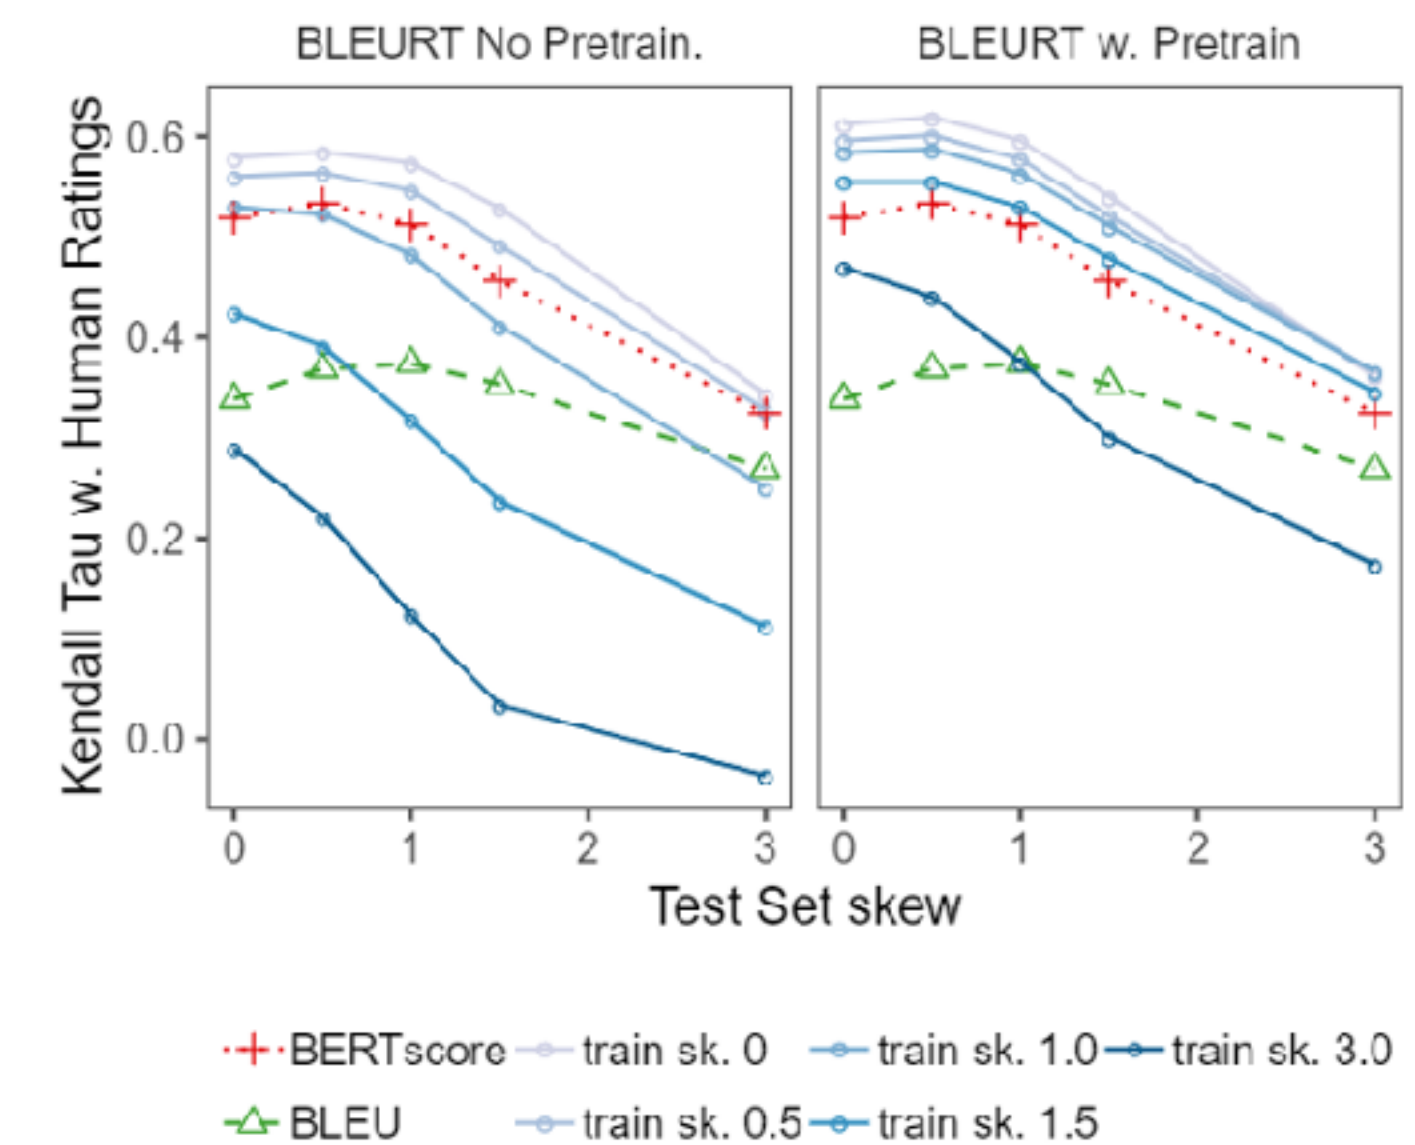 BLEURT No Pretrain. BLEURT w. Pretrain
Kendall Tau w. Human Ratings
0.6
0.4
0.2
0.0
0 1 2 3 0 1 2 3
Test Set skew
BERTscore train sk. 0 train sk. 1.0 train sk. 3.0
BLEU train sk. 0.5 train sk. 1.5